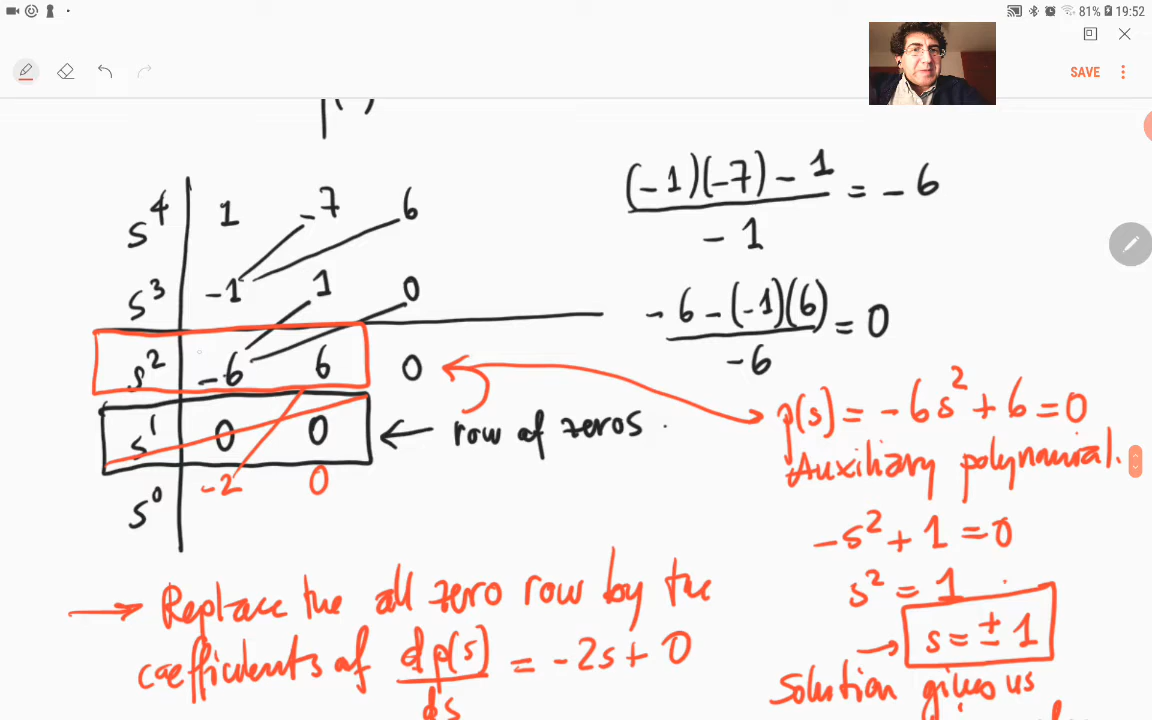 81% 19:52
SAVE
s⁴ 1 -7 6
s³ -1 1 0
s² -6 6 0
s¹ 0 0 ← row of zeros
-2 0
s⁰
(-1)(-7) - 1 / -1 = -6
-6 - (-1)(6) / -6 = 0
p(s) = -6s² + 6 = 0
Auxiliary polynomial.
-s² + 1 = 0
s² = 1
s = ± 1
→ Solution gives us
→ Replace the all zero row by the
coefficients of dp(s)/ds = -2s + 0